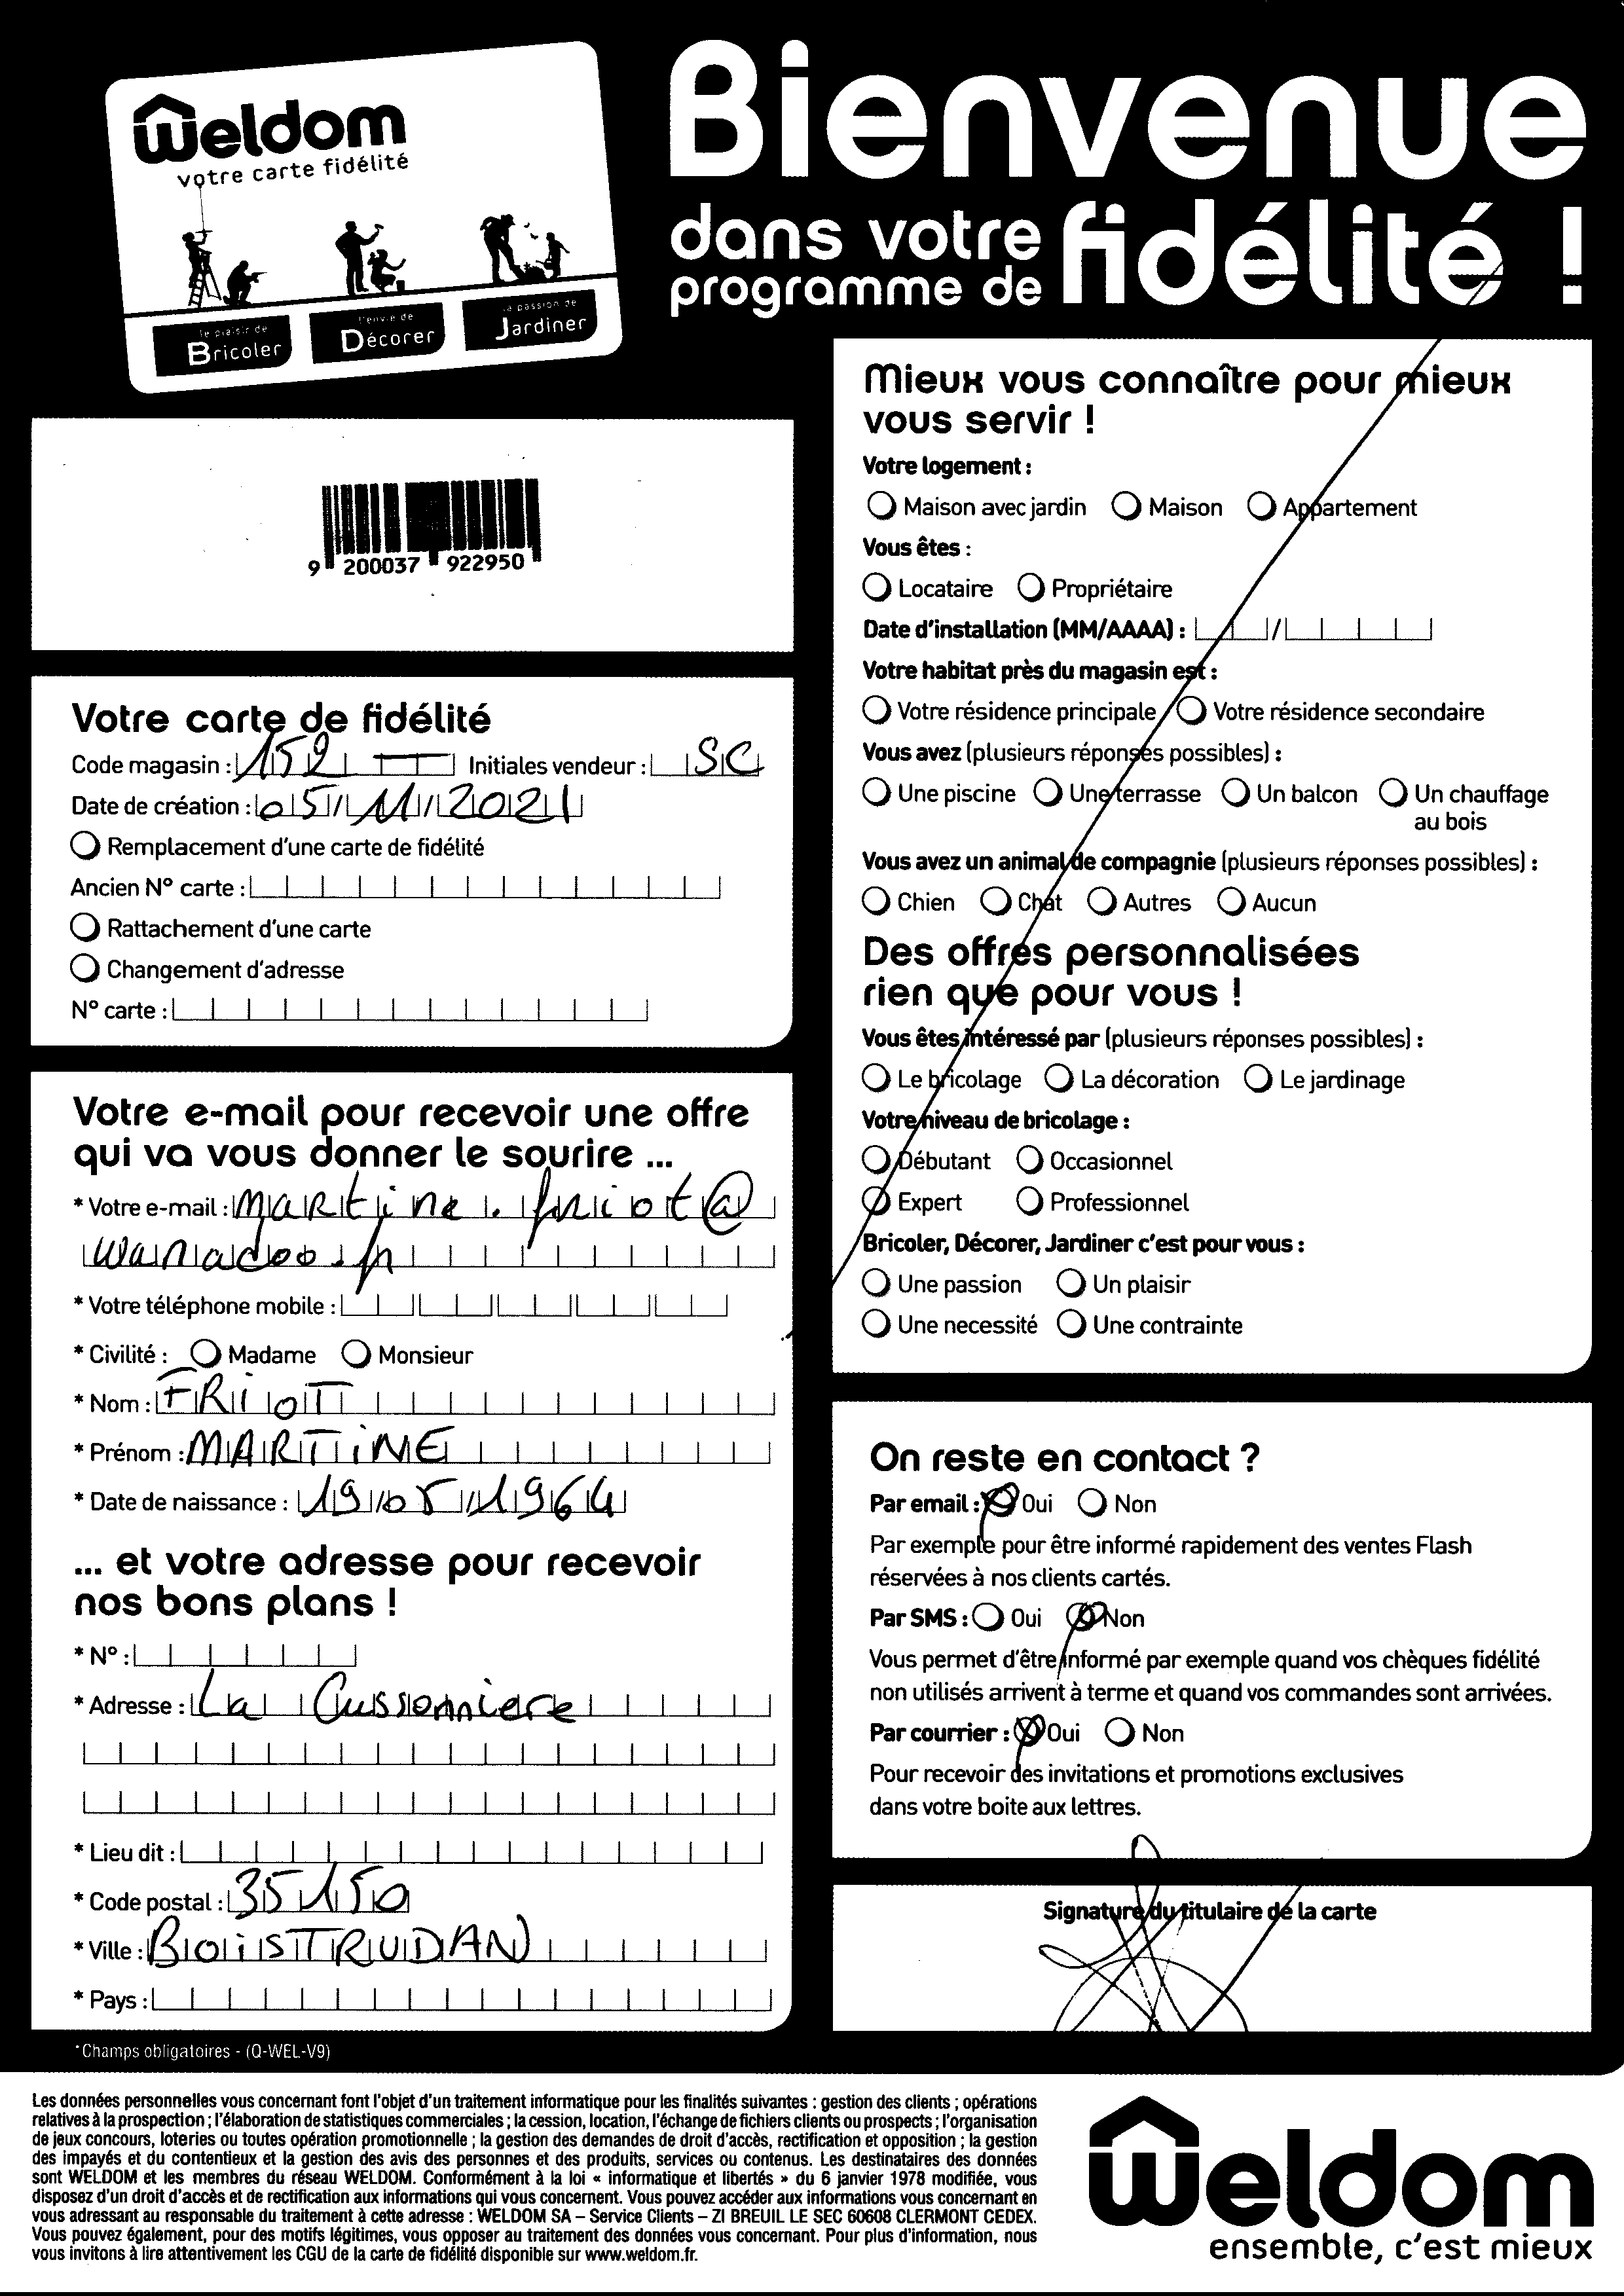 Weldom
votre carte fidélité
le plaisir de
Bricoler
l'envie de
Décorer
la passion de
Jardiner
Bienvenue
dans votre
programme de fidélité !
9 200037 922950
Votre carte de fidélité
Code magasin : 152 Initiales vendeur : SC
Date de création : 05/11/2021
Remplacement d'une carte de fidélité
Ancien N° carte :
Rattachement d'une carte
Changement d'adresse
N° carte :
Votre e-mail pour recevoir une offre
qui va vous donner le sourire ...
* Votre e-mail : martine.friot@
wanadoo.fr
* Votre téléphone mobile :
* Civilité : Madame Monsieur
* Nom : FRiOT
* Prénom : MARTiNE
* Date de naissance : 19/05/1964
... et votre adresse pour recevoir
nos bons plans !
* N° :
* Adresse : La Cussonniere
* Lieu dit :
* Code postal : 35150
* Ville : BOiSTRUDAN
* Pays :
*Champs obligatoires - (Q-WEL-V9)
Mieux vous connaître pour mieux
vous servir !
Votre logement :
Maison avec jardin Maison Appartement
Vous êtes :
Locataire Propriétaire
Date d'installation (MM/AAAA) : /
Votre habitat près du magasin est :
Votre résidence principale Votre résidence secondaire
Vous avez (plusieurs réponses possibles) :
Une piscine Une terrasse Un balcon Un chauffage
au bois
Vous avez un animal de compagnie (plusieurs réponses possibles) :
Chien Chat Autres Aucun
Des offres personnalisées
rien que pour vous !
Vous êtes intéressé par (plusieurs réponses possibles) :
Le bricolage La décoration Le jardinage
Votre niveau de bricolage :
Débutant Occasionnel
Expert Professionnel
Bricoler, Décorer, Jardiner c'est pour vous :
Une passion Un plaisir
Une necessité Une contrainte
On reste en contact ?
Par email : Oui Non
Par exemple pour être informé rapidement des ventes Flash
réservées à nos clients cartés.
Par SMS : Oui Non
Vous permet d'être informé par exemple quand vos chèques fidélité
non utilisés arrivent à terme et quand vos commandes sont arrivées.
Par courrier : Oui Non
Pour recevoir des invitations et promotions exclusives
dans votre boite aux lettres.
Signature du titulaire de la carte
Les données personnelles vous concernant font l'objet d'un traitement informatique pour les finalités suivantes : gestion des clients ; opérations
relatives à la prospection ; l'élaboration de statistiques commerciales ; la cession, location, l'échange de fichiers clients ou prospects ; l'organisation
de jeux concours, loteries ou toutes opération promotionnelle ; la gestion des demandes de droit d'accès, rectification et opposition ; la gestion
des impayés et du contentieux et la gestion des avis des personnes et des produits, services ou contenus. Les destinataires des données
sont WELDOM et les membres du réseau WELDOM. Conformément à la loi « informatique et libertés » du 6 janvier 1978 modifiée, vous
disposez d'un droit d'accès et de rectification aux informations qui vous concernent. Vous pouvez accéder aux informations vous concernant en
vous adressant au responsable du traitement à cette adresse : WELDOM SA – Service Clients – ZI BREUIL LE SEC 60608 CLERMONT CEDEX.
Vous pouvez également, pour des motifs légitimes, vous opposer au traitement des données vous concernant. Pour plus d'information, nous
vous invitons à lire attentivement les CGU de la carte de fidélité disponible sur www.weldom.fr.
Weldom
ensemble, c'est mieux